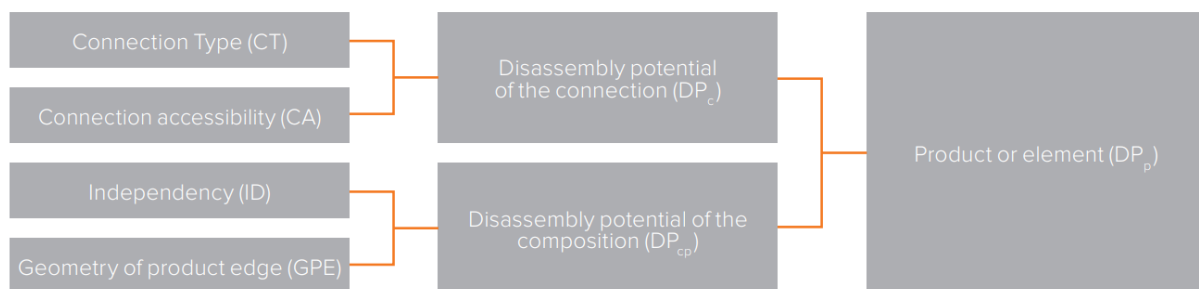 Connection Type (CT)
Connection accessibility (CA)
Independency (ID)
Geometry of product edge (GPE)
Disassembly potential
of the connection (DPc)
Disassembly potential of the
composition (DPcp)
Product or element (DPp)